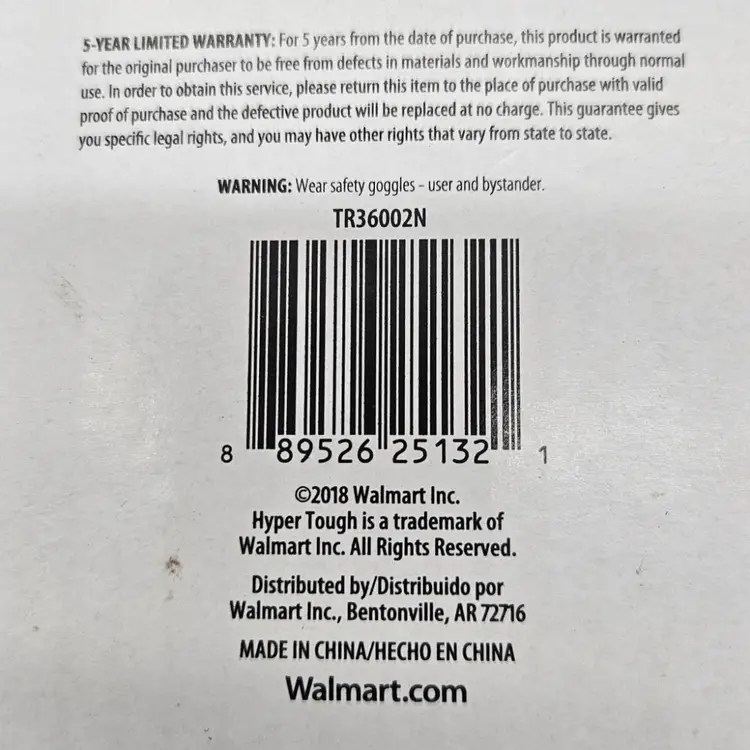 5-YEAR LIMITED WARRANTY: For 5 years from the date of purchase, this product is warranted
for the original purchaser to be free from defects in materials and workmanship through normal
use. In order to obtain this service, please return this item to the place of purchase with valid
proof of purchase and the defective product will be replaced at no charge. This guarantee gives
you specific legal rights, and you may have other rights that vary from state to state.
WARNING: Wear safety goggles - user and bystander.
TR36002N
8 89526 25132 1
©2018 Walmart Inc.
Hyper Tough is a trademark of
Walmart Inc. All Rights Reserved.
Distributed by/Distribuido por
Walmart Inc., Bentonville, AR 72716
MADE IN CHINA/HECHO EN CHINA
Walmart.com